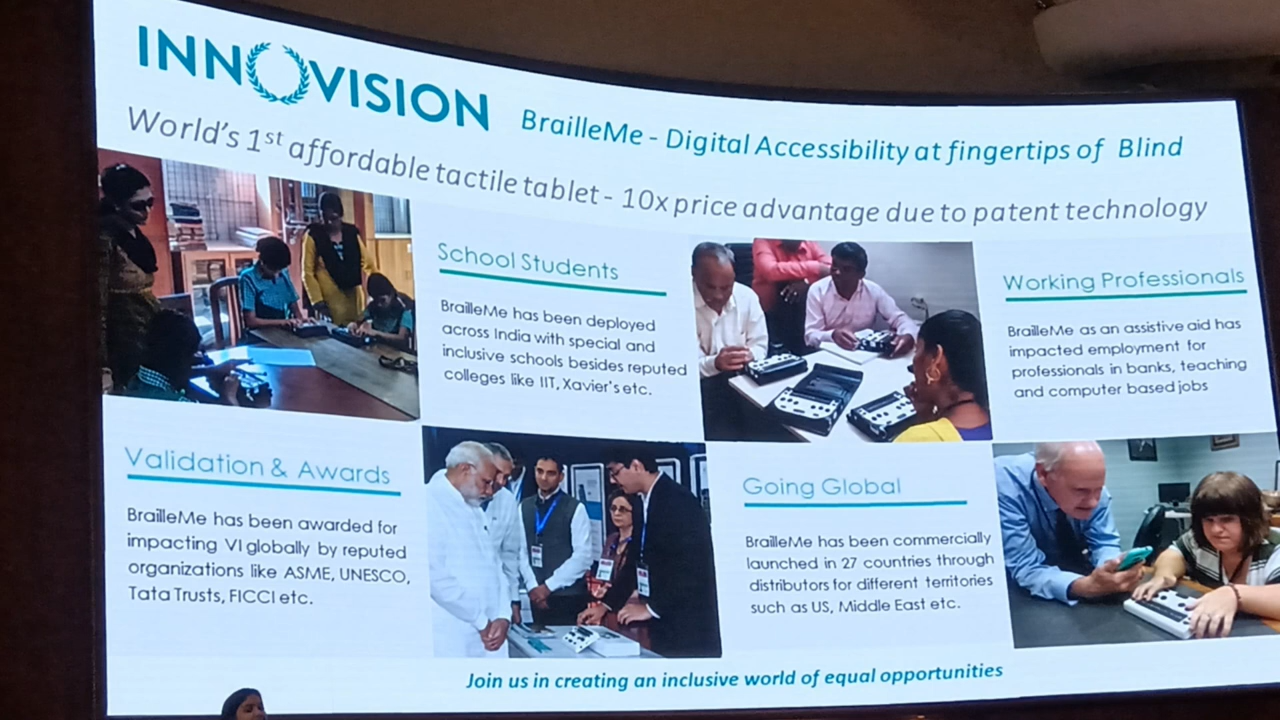 INNOVISION
BrailleMe - Digital Accessibility at fingertips of Blind
World's 1st affordable tactile tablet - 10x price advantage due to patent technology
School Students
BrailleMe has been deployed
across India with special and
inclusive schools besides reputed
colleges like IIT, Xavier's etc.
Working Professionals
BrailleMe as an assistive aid has
impacted employment for
professionals in banks, teaching
and computer based jobs
Validation & Awards
BrailleMe has been awarded for
impacting VI globally by reputed
organizations like ASME, UNESCO,
Tata Trusts, FICCI etc.
Going Global
BrailleMe has been commercially
launched in 27 countries through
distributors for different territories
such as US, Middle East etc.
Join us in creating an inclusive world of equal opportunities